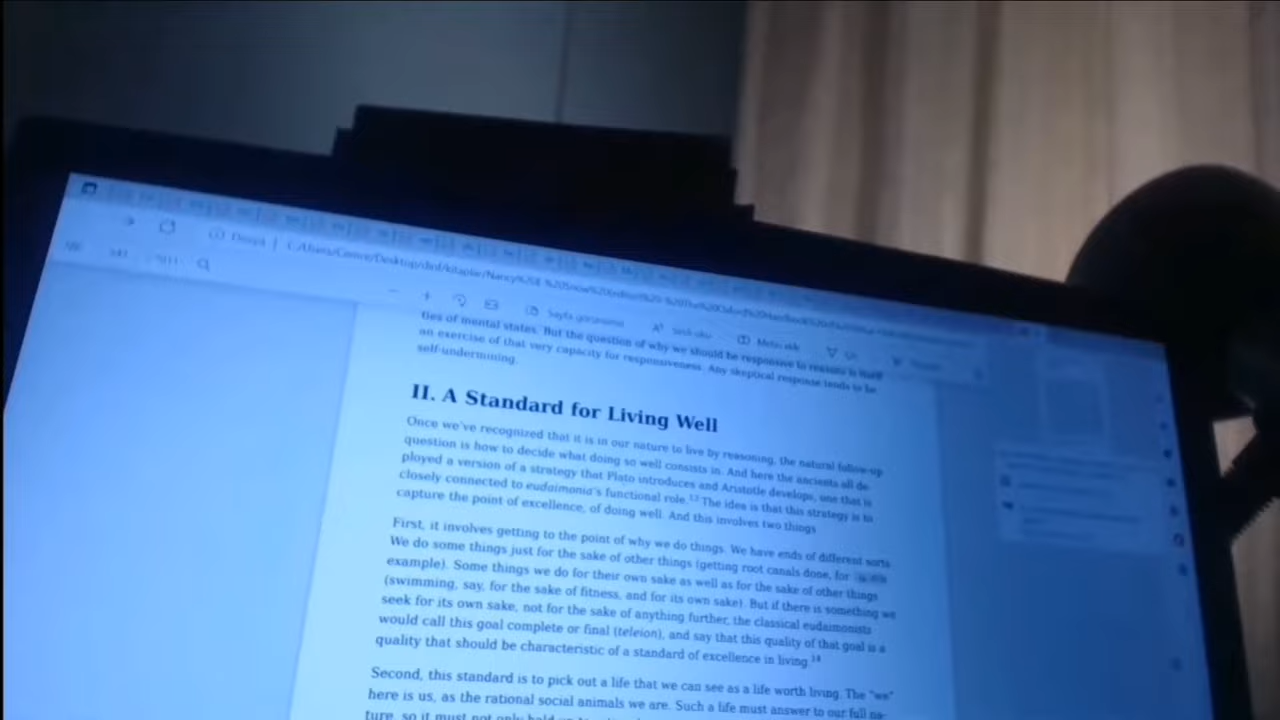 Sayfa görünümü
ties of mental states. But the question of why we should be responsive to reasons is itself
an exercise of that very capacity for responsiveness. Any skeptical response tends to be
self-undermining.
II. A Standard for Living Well
Once we've recognized that it is in our nature to live by reasoning, the natural follow-up
question is how to decide what doing so well consists in. And here the ancients all de-
ployed a version of a strategy that Plato introduces and Aristotle develops, one that is
closely connected to eudaimonia's functional role.13 The idea is that this strategy is to
capture the point of excellence, of doing well. And this involves two things
First, it involves getting to the point of why we do things. We have ends of different sorts
We do some things just for the sake of other things (getting root canals done, for
example). Some things we do for their own sake as well as for the sake of other things
(swimming, say, for the sake of fitness, and for its own sake). But if there is something we
seek for its own sake, not for the sake of anything further, the classical eudaimonists
would call this goal complete or final (teleion), and say that this quality of that goal is a
quality that should be characteristic of a standard of excellence in living.14
Second, this standard is to pick out a life that we can see as a life worth living. The "we"
here is us, as the rational social animals we are. Such a life must answer to our full na-
ture, so it must not only hold